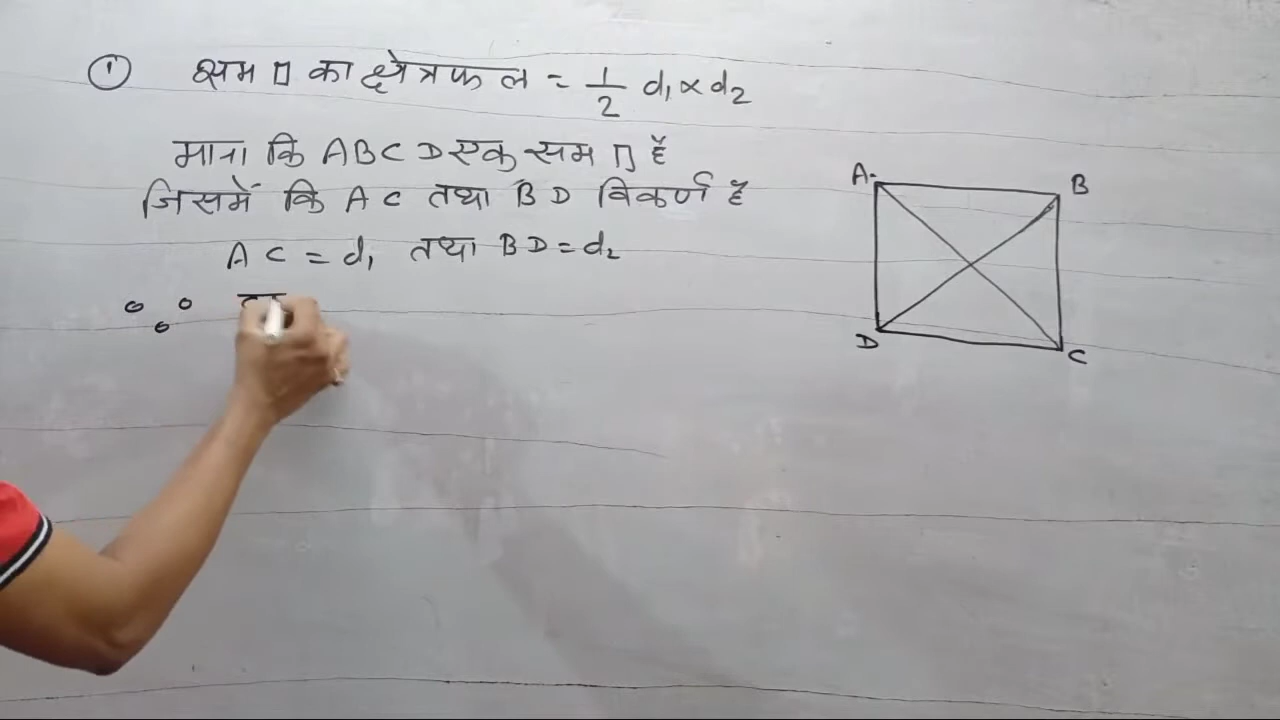 ① सम▯ का क्षेत्रफल = 1/2 d₁ × d₂
माना कि ABCD एक सम▯ है
जिसमें कि AC तथा BD विकर्ण है
AC = d₁ तथा BD = d₂
∵
A B
D C